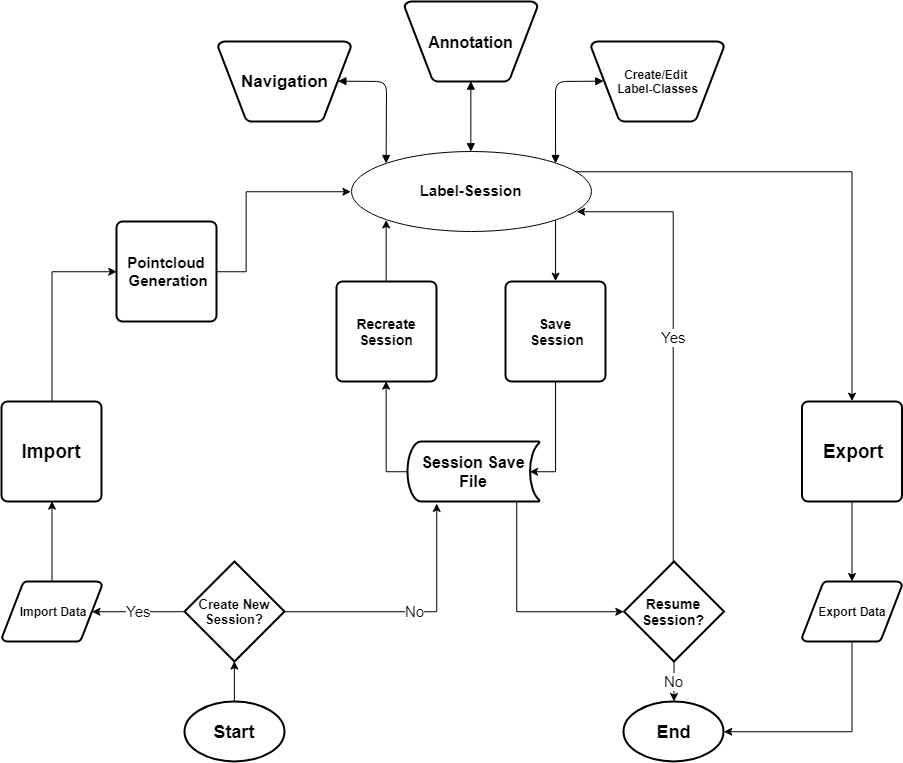 Annotation
Navigation
Create/Edit
Label-Classes
Label-Session
Pointcloud
Generation
Recreate
Session
Save
Session
Yes
Import
Session Save
File
Export
Import Data
Yes
Create New
Session?
No
Resume
Session?
Export Data
No
Start
End